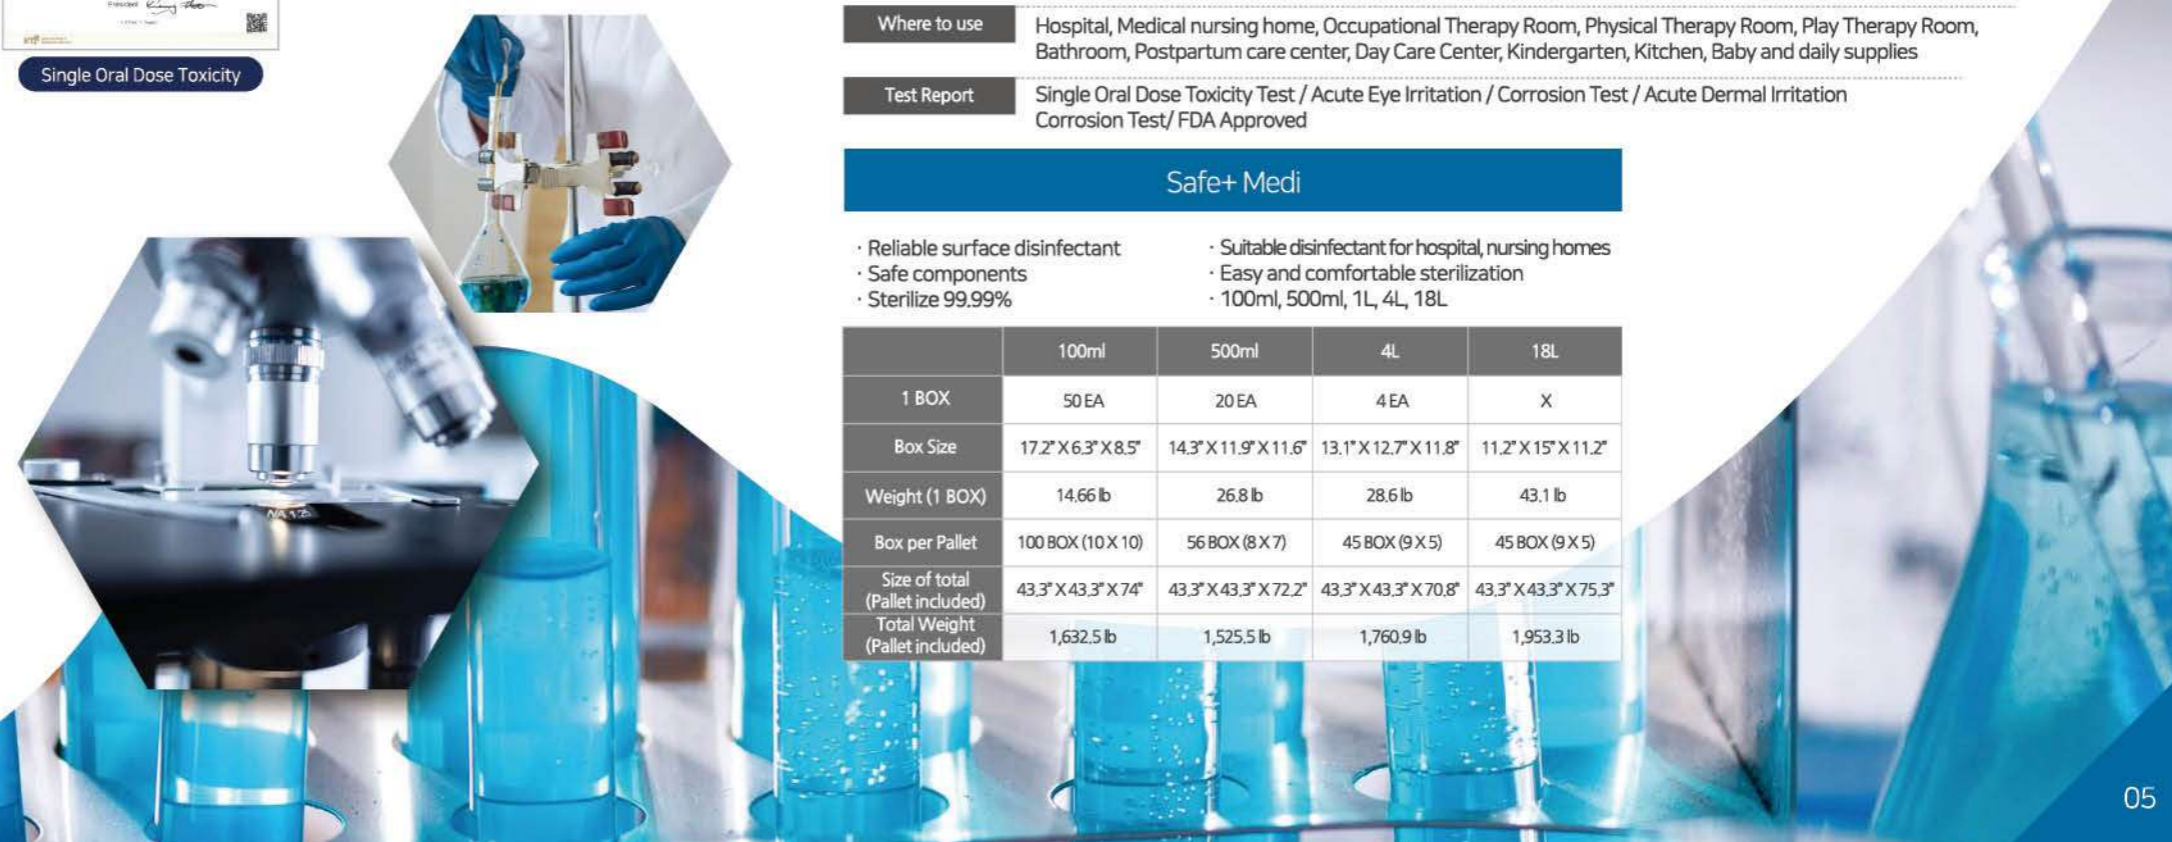 President
Single Oral Dose Toxicity
Where to use
Hospital, Medical nursing home, Occupational Therapy Room, Physical Therapy Room, Play Therapy Room,
Bathroom, Postpartum care center, Day Care Center, Kindergarten, Kitchen, Baby and daily supplies
Test Report
Single Oral Dose Toxicity Test / Acute Eye Irritation / Corrosion Test / Acute Dermal Irritation
Corrosion Test/ FDA Approved
Safe+ Medi
· Reliable surface disinfectant
· Safe components
· Sterilize 99.99%
· Suitable disinfectant for hospital, nursing homes
· Easy and comfortable sterilization
· 100ml, 500ml, 1L, 4L, 18L
100ml 500ml 4L 18L
1 BOX 50 EA 20 EA 4 EA X
Box Size 17.2" X 6.3" X 8.5" 14.3" X 11.9" X 11.6" 13.1" X 12.7" X 11.8" 11.2" X 15" X 11.2"
Weight (1 BOX) 14.66 lb 26.8 lb 28.6 lb 43.1 lb
Box per Pallet 100 BOX (10 X 10) 56 BOX (8 X 7) 45 BOX (9 X 5) 45 BOX (9 X 5)
Size of total
(Pallet included) 43.3" X 43.3" X 74" 43.3" X 43.3" X 72.2" 43.3" X 43.3" X 70.8" 43.3" X 43.3" X 75.3"
Total Weight
(Pallet included) 1,632.5 lb 1,525.5 lb 1,760.9 lb 1,953.3 lb
NA 1.25
05